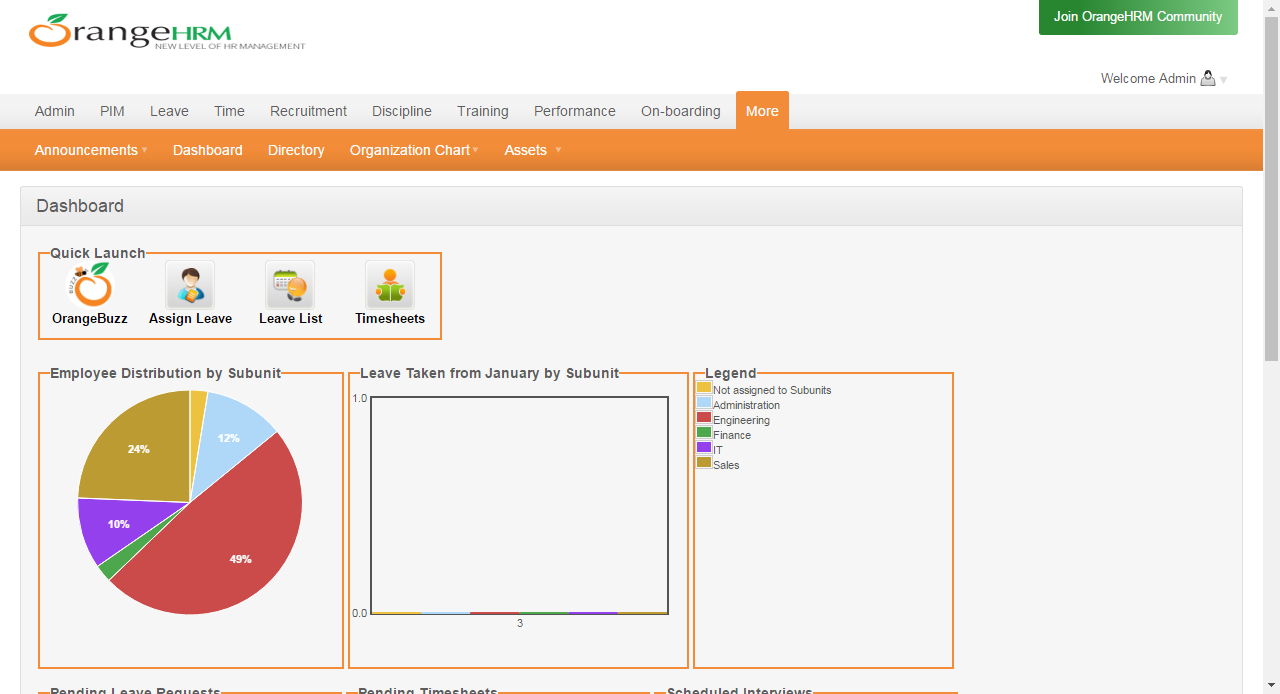 OrangeHRM
NEW LEVEL OF HR MANAGEMENT
Join OrangeHRM Community
Welcome Admin
Admin PIM Leave Time Recruitment Discipline Training Performance On-boarding More
Announcements Dashboard Directory Organization Chart Assets
Dashboard
Quick Launch
BUZZ
OrangeBuzz Assign Leave Leave List Timesheets
Employee Distribution by Subunit
24%
12%
10%
49%
Leave Taken from January by Subunit
1.0
0.0
3
Legend
Not assigned to Subunits
Administration
Engineering
Finance
IT
Sales
Pending Leave Requests Pending Timesheets Scheduled Interviews